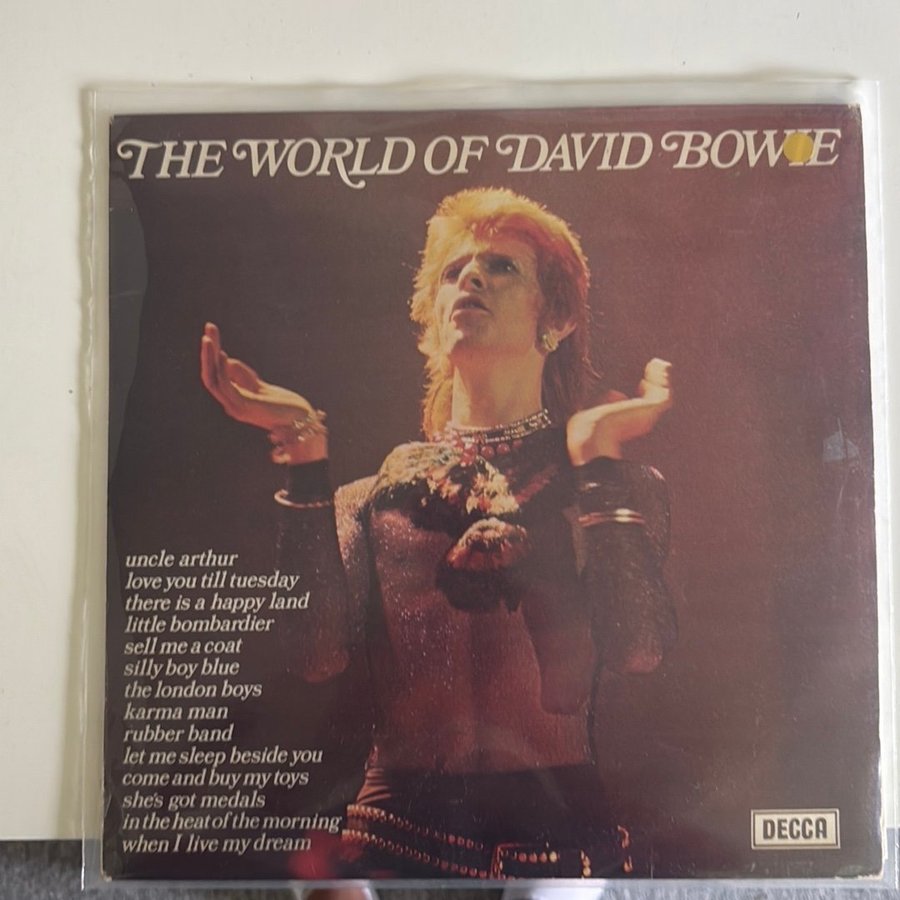 THE WORLD OF DAVID BOWIE
uncle arthur
love you till tuesday
there is a happy land
little bombardier
sell me a coat
silly boy blue
the london boys
karma man
rubber band
let me sleep beside you
come and buy my toys
she's got medals
in the heat of the morning
when I live my dream
DECCA